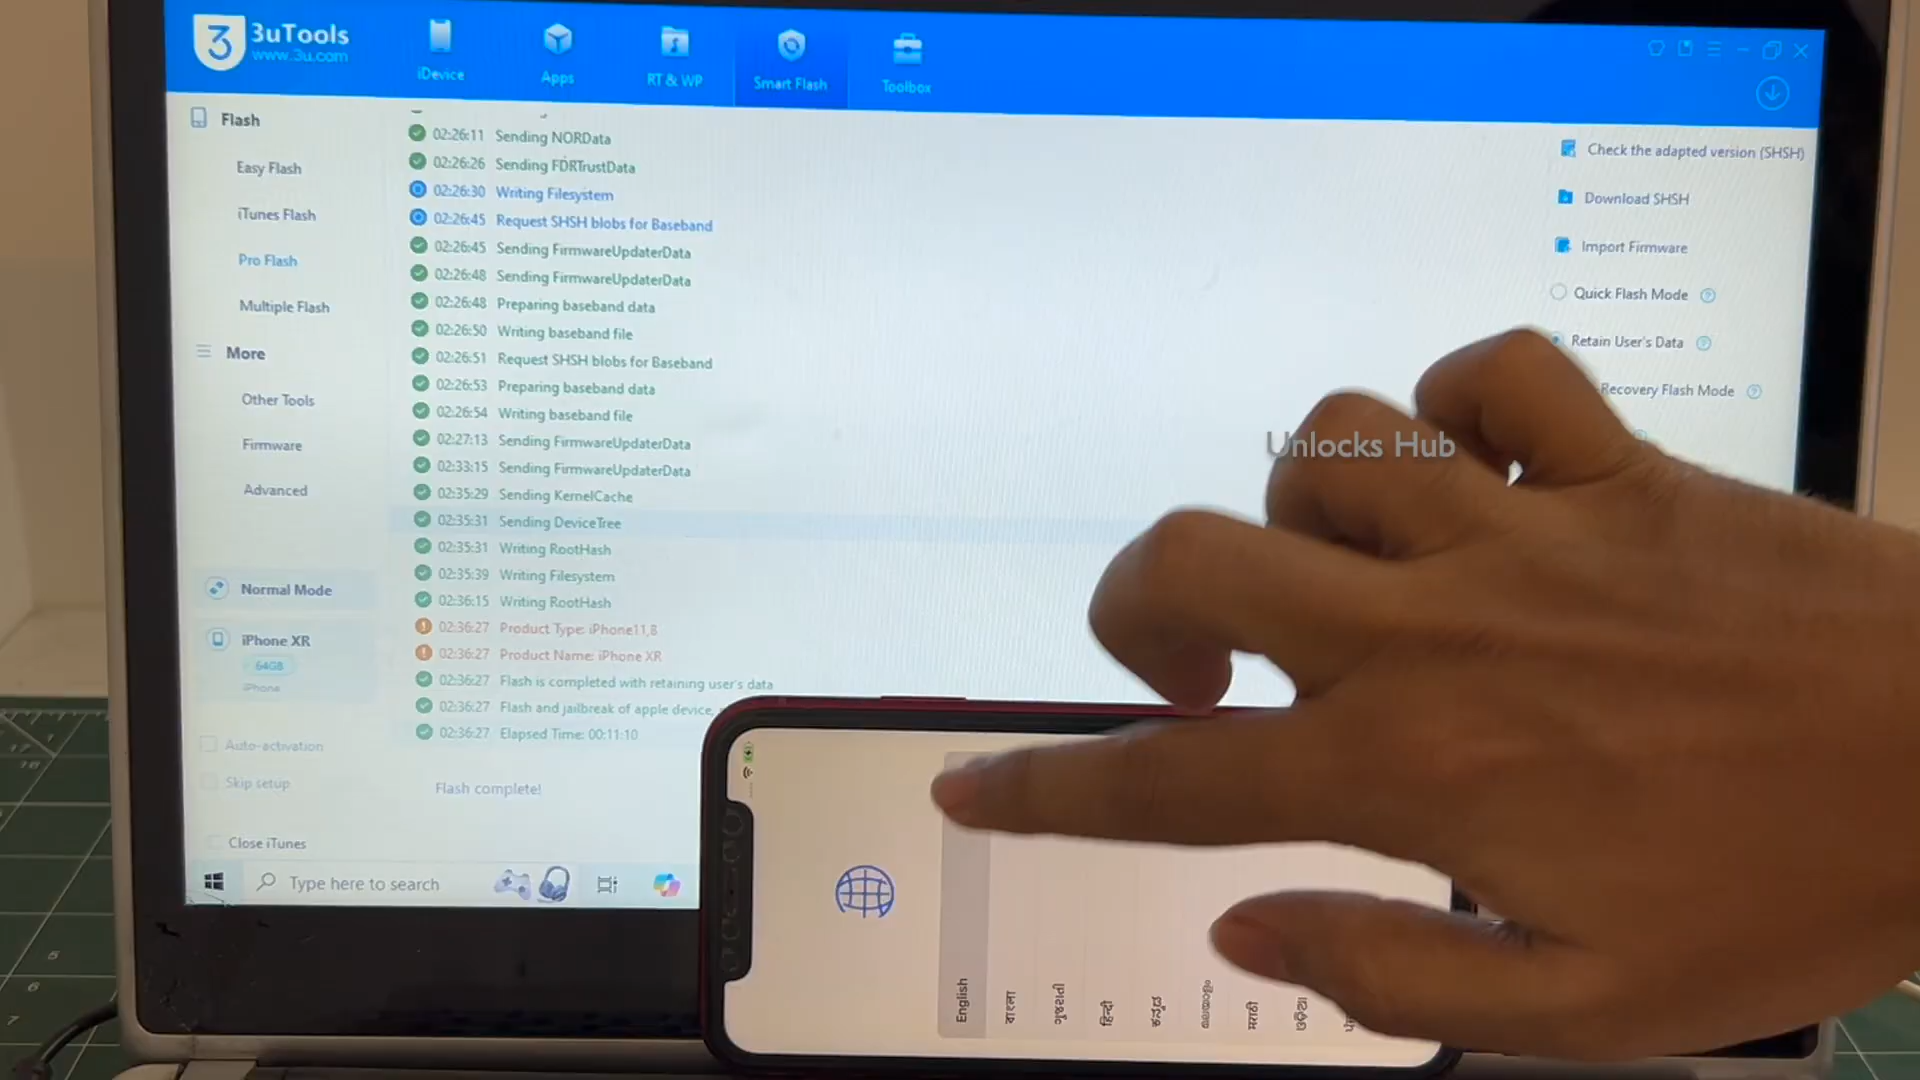 3uTools
www.3u.com
iDevice
Apps
RT & WP
Smart Flash
Toolbox
Flash
Easy Flash
iTunes Flash
Pro Flash
Multiple Flash
More
Other Tools
Firmware
Advanced
Normal Mode
iPhone XR
64GB
iPhone
Auto-activation
Skip setup
Close iTunes
02:26:11 Sending NORData
02:26:26 Sending FDRTrustData
02:26:30 Writing Filesystem
02:26:45 Request SHSH blobs for Baseband
02:26:45 Sending FirmwareUpdaterData
02:26:48 Sending FirmwareUpdaterData
02:26:48 Preparing baseband data
02:26:50 Writing baseband file
02:26:51 Request SHSH blobs for Baseband
02:26:53 Preparing baseband data
02:26:54 Writing baseband file
02:27:13 Sending FirmwareUpdaterData
02:33:15 Sending FirmwareUpdaterData
02:35:29 Sending KernelCache
02:35:31 Sending DeviceTree
02:35:31 Writing RootHash
02:35:39 Writing Filesystem
02:36:15 Writing RootHash
02:36:27 Product Type: iPhone11,8
02:36:27 Product Name: iPhone XR
02:36:27 Flash is completed with retaining user's data
02:36:27 Flash and jailbreak of apple device,
02:36:27 Elapsed Time: 00:11:10
Flash complete!
Check the adapted version (SHSH)
Download SHSH
Import Firmware
Quick Flash Mode
Retain User's Data
Recovery Flash Mode
Unlocks Hub
Type here to search
English
বাংলা
ગુજરાતી
हिन्दी
ಕನ್ನಡ
മലയാളം
मराठी
ଓଡ଼ିଆ